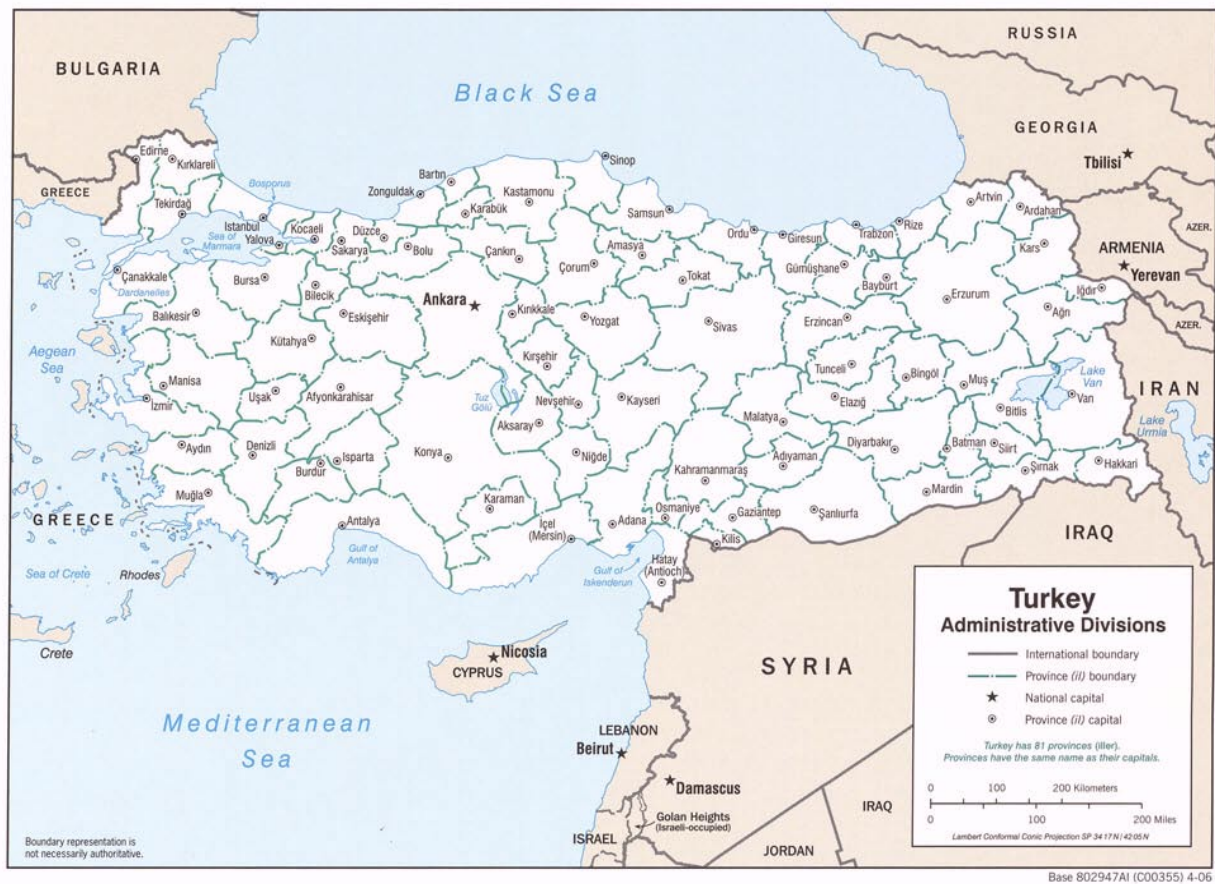 RUSSIA
BULGARIA
Black Sea
GEORGIA
Tbilisi
Edirne
Kırklareli
Sinop
Bartın
Zonguldak
Kastamonu
Bosporus
GREECE
Tekirdağ
Karabük
Samsun
Artvin
Ardahan
Istanbul
Kocaeli
Düzce
Ordu
Giresun
Trabzon
Rize
AZER.
Sea of
Marmara
Yalova
Sakarya
Bolu
Çankırı
Çorum
Amasya
Kars
ARMENIA
Yerevan
Çanakkale
Dardanelles
Bursa
Bilecik
Tokat
Gümüşhane
Bayburt
Iğdır
Ankara
Kırıkkale
Yozgat
Sivas
Erzincan
Erzurum
Ağrı
Balıkesir
Eskişehir
AZER.
Kütahya
Aegean
Sea
Kırşehir
Tunceli
Bingöl
Muş
Lake
Van
Van
IRAN
Manisa
Uşak
Afyonkarahisar
Tuz
Gölü
Nevşehir
Kayseri
Elazığ
İzmir
Bitlis
Lake
Urmia
Aksaray
Malatya
Aydın
Denizli
Burdur
Isparta
Konya
Niğde
Diyarbakır
Batman
Siirt
Adıyaman
Kahramanmaraş
Şırnak
Hakkari
Muğla
Karaman
Mardin
GREECE
Antalya
İçel
(Mersin)
Adana
Osmaniye
Gaziantep
Şanlıurfa
Kilis
IRAQ
Gulf of
Antalya
Gulf of
Iskenderun
Hatay
(Antioch)
Sea of Crete
Rhodes
Crete
Nicosia
CYPRUS
SYRIA
Mediterranean
Sea
LEBANON
Beirut
Damascus
Golan Heights
(Israeli-occupied)
ISRAEL
JORDAN
IRAQ
Turkey
Administrative Divisions
International boundary
Province (il) boundary
National capital
Province (il) capital
Turkey has 81 provinces (iller).
Provinces have the same name as their capitals.
0 100 200 Kilometers
0 100 200 Miles
Lambert Conformal Conic Projection SP 34 17 N / 42 05 N
Boundary representation is
not necessarily authoritative.
Base 802947AI (C00355) 4-06